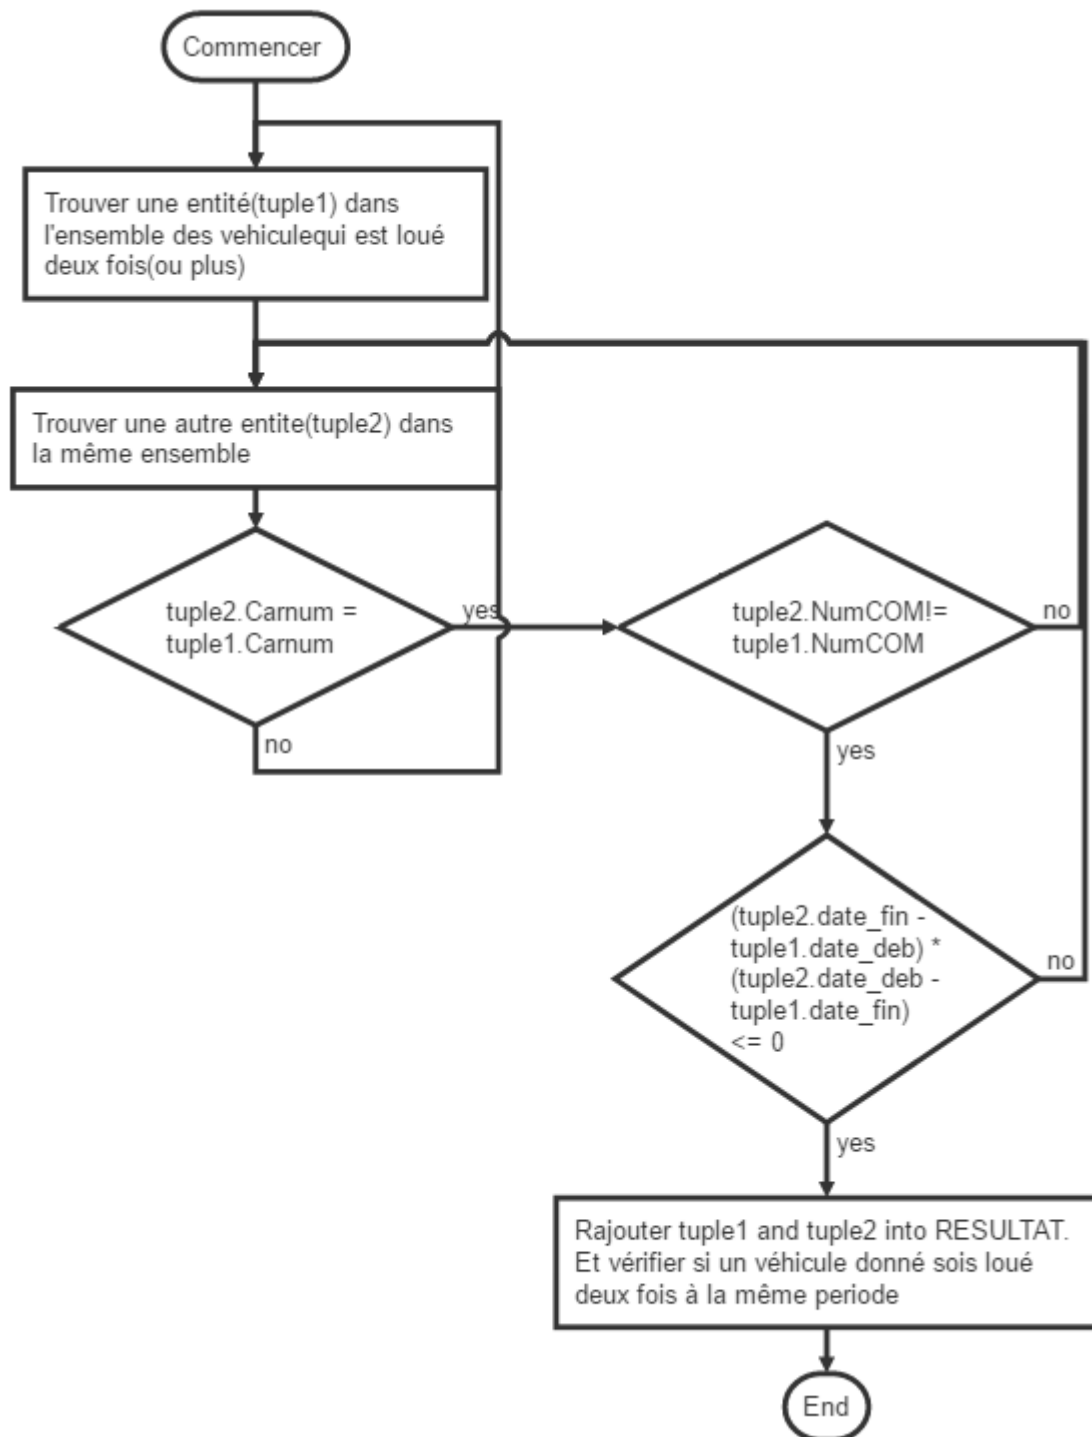 Commencer
Trouver une entité(tuple1) dans
l'ensemble des vehiculequi est loué
deux fois(ou plus)
Trouver une autre entite(tuple2) dans
la même ensemble
tuple2.Carnum =
tuple1.Carnum
yes
no
tuple2.NumCOM!=
tuple1.NumCOM
no
yes
(tuple2.date_fin -
tuple1.date_deb) *
(tuple2.date_deb -
tuple1.date_fin)
<= 0
no
yes
Rajouter tuple1 and tuple2 into RESULTAT.
Et vérifier si un véhicule donné sois loué
deux fois à la même periode
End